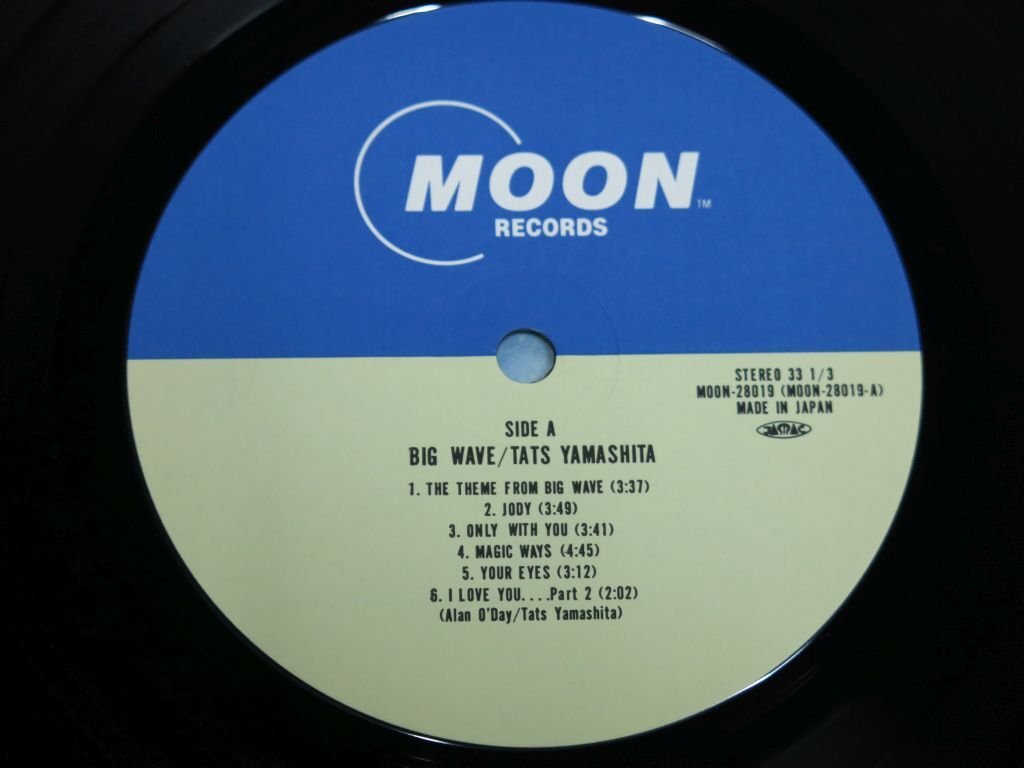 MOON TM
RECORDS
STEREO 33 1/3
MOON-28019 (MOON-28019-A)
MADE IN JAPAN
JASRAC
SIDE A
BIG WAVE/TATS YAMASHITA
1. THE THEME FROM BIG WAVE (3:37)
2. JODY (3:49)
3. ONLY WITH YOU (3:41)
4. MAGIC WAYS (4:45)
5. YOUR EYES (3:12)
6. I LOVE YOU....Part 2 (2:02)
(Alan O'Day/Tats Yamashita)